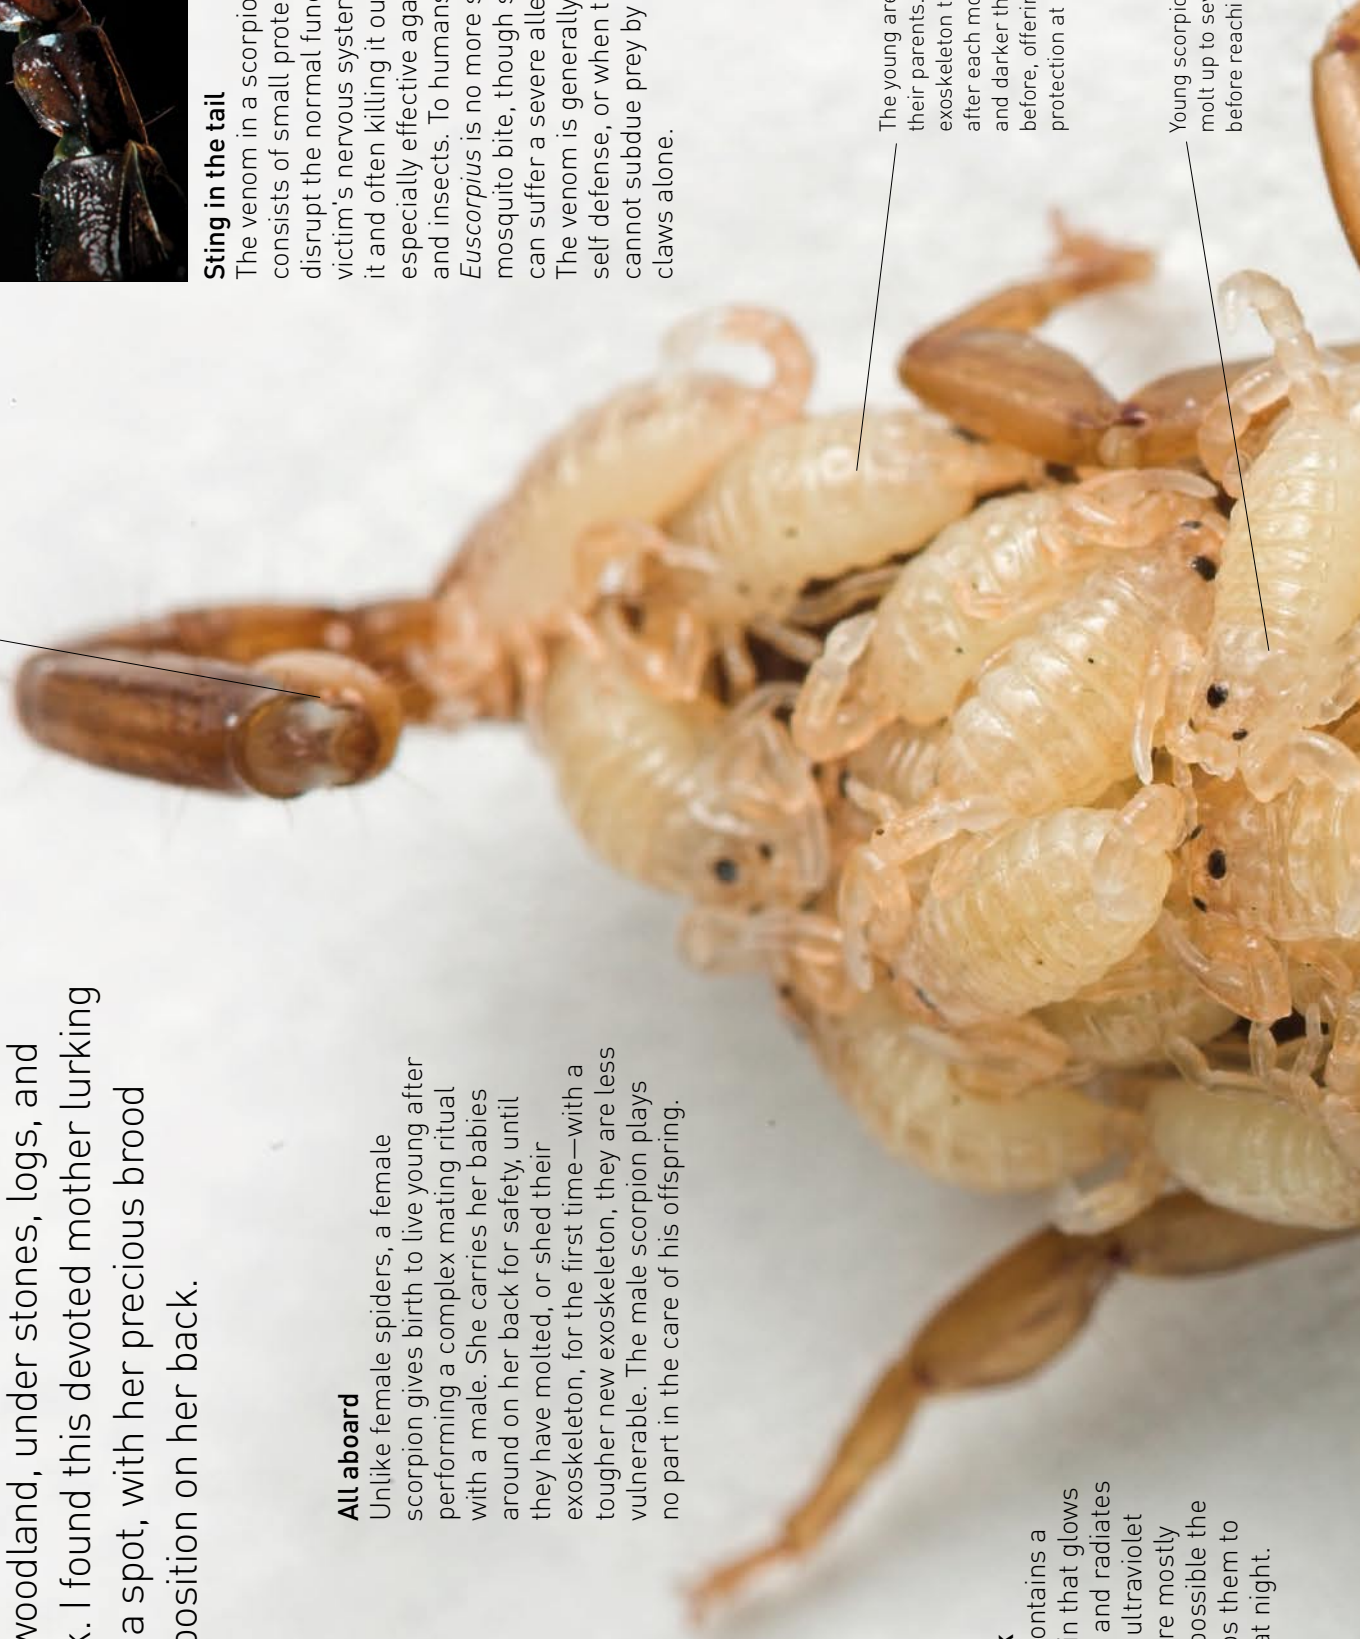 woodland, under stones, logs, and
I found this devoted mother lurking
a spot, with her precious brood
position on her back.
All aboard
Unlike female spiders, a female
scorpion gives birth to live young after
performing a complex mating ritual
with a male. She carries her babies
around on her back for safety, until
they have molted, or shed their
exoskeleton, for the first time—with a
tougher new exoskeleton, they are less
vulnerable. The male scorpion plays
no part in the care of his offspring.
Sting in the tail
The venom in a scorpio
consists of small prote
disrupt the normal func
victim's nervous system
it and often killing it ou
especially effective aga
and insects. To humans
Euscorpius is no more s
mosquito bite, though s
can suffer a severe alle
The venom is generally
self defense, or when t
cannot subdue prey by
claws alone.
The young are
their parents.
exoskeleton t
after each mo
and darker th
before, offerin
protection at
Young scorpio
molt up to sev
before reachi
ontains a
in that glows
and radiates
ultraviolet
re mostly
possible the
ps them to
at night.